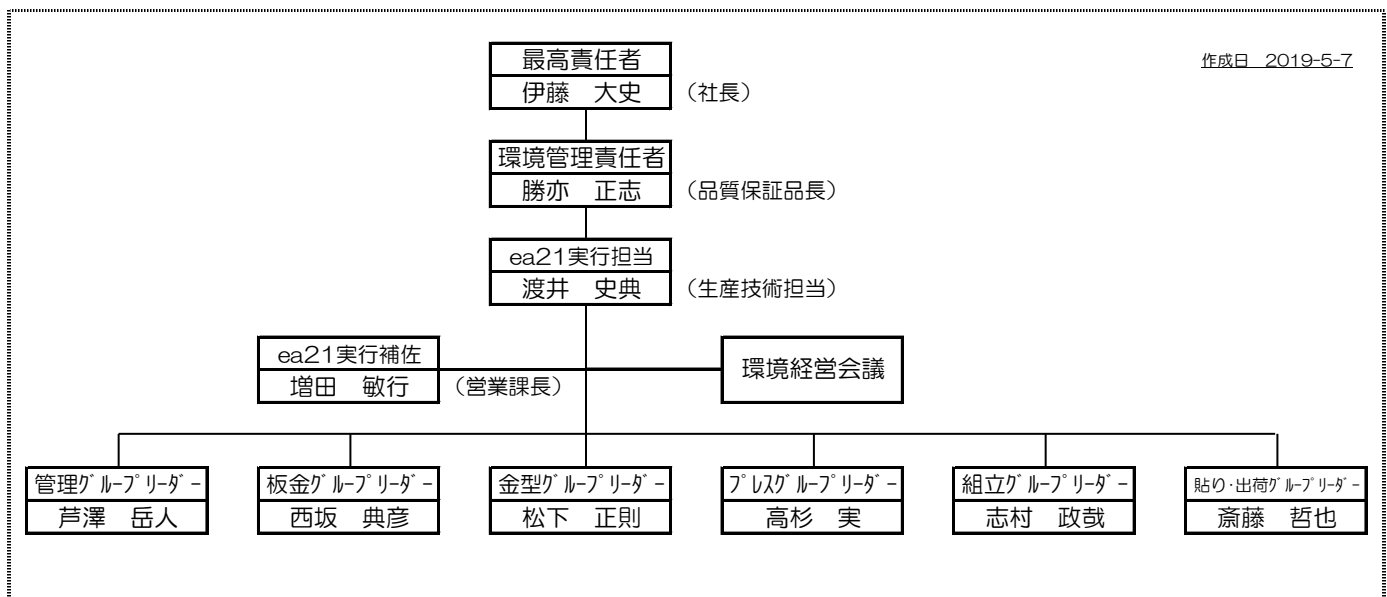 最高責任者
作成日　2019-5-7
伊藤　大史
（社長）
環境管理責任者
勝亦　正志
（品質保証品長）
ea21実行担当
渡井　史典
（生産技術担当）
ea21実行補佐
環境経営会議
増田　敏行
（営業課長）
管理ｸﾞﾙｰﾌﾟﾘｰﾀﾞｰ
板金ｸﾞﾙｰﾌﾟﾘｰﾀﾞｰ
金型ｸﾞﾙｰﾌﾟﾘｰﾀﾞｰ
ﾌﾟﾚｽｸﾞﾙｰﾌﾟﾘｰﾀﾞｰ
組立ｸﾞﾙｰﾌﾟﾘｰﾀﾞｰ
貼り･出荷ｸﾞﾙｰﾌﾟﾘｰﾀﾞｰ
芦澤　岳人
西坂　典彦
松下　正則
高杉　実
志村　政哉
斎藤　哲也